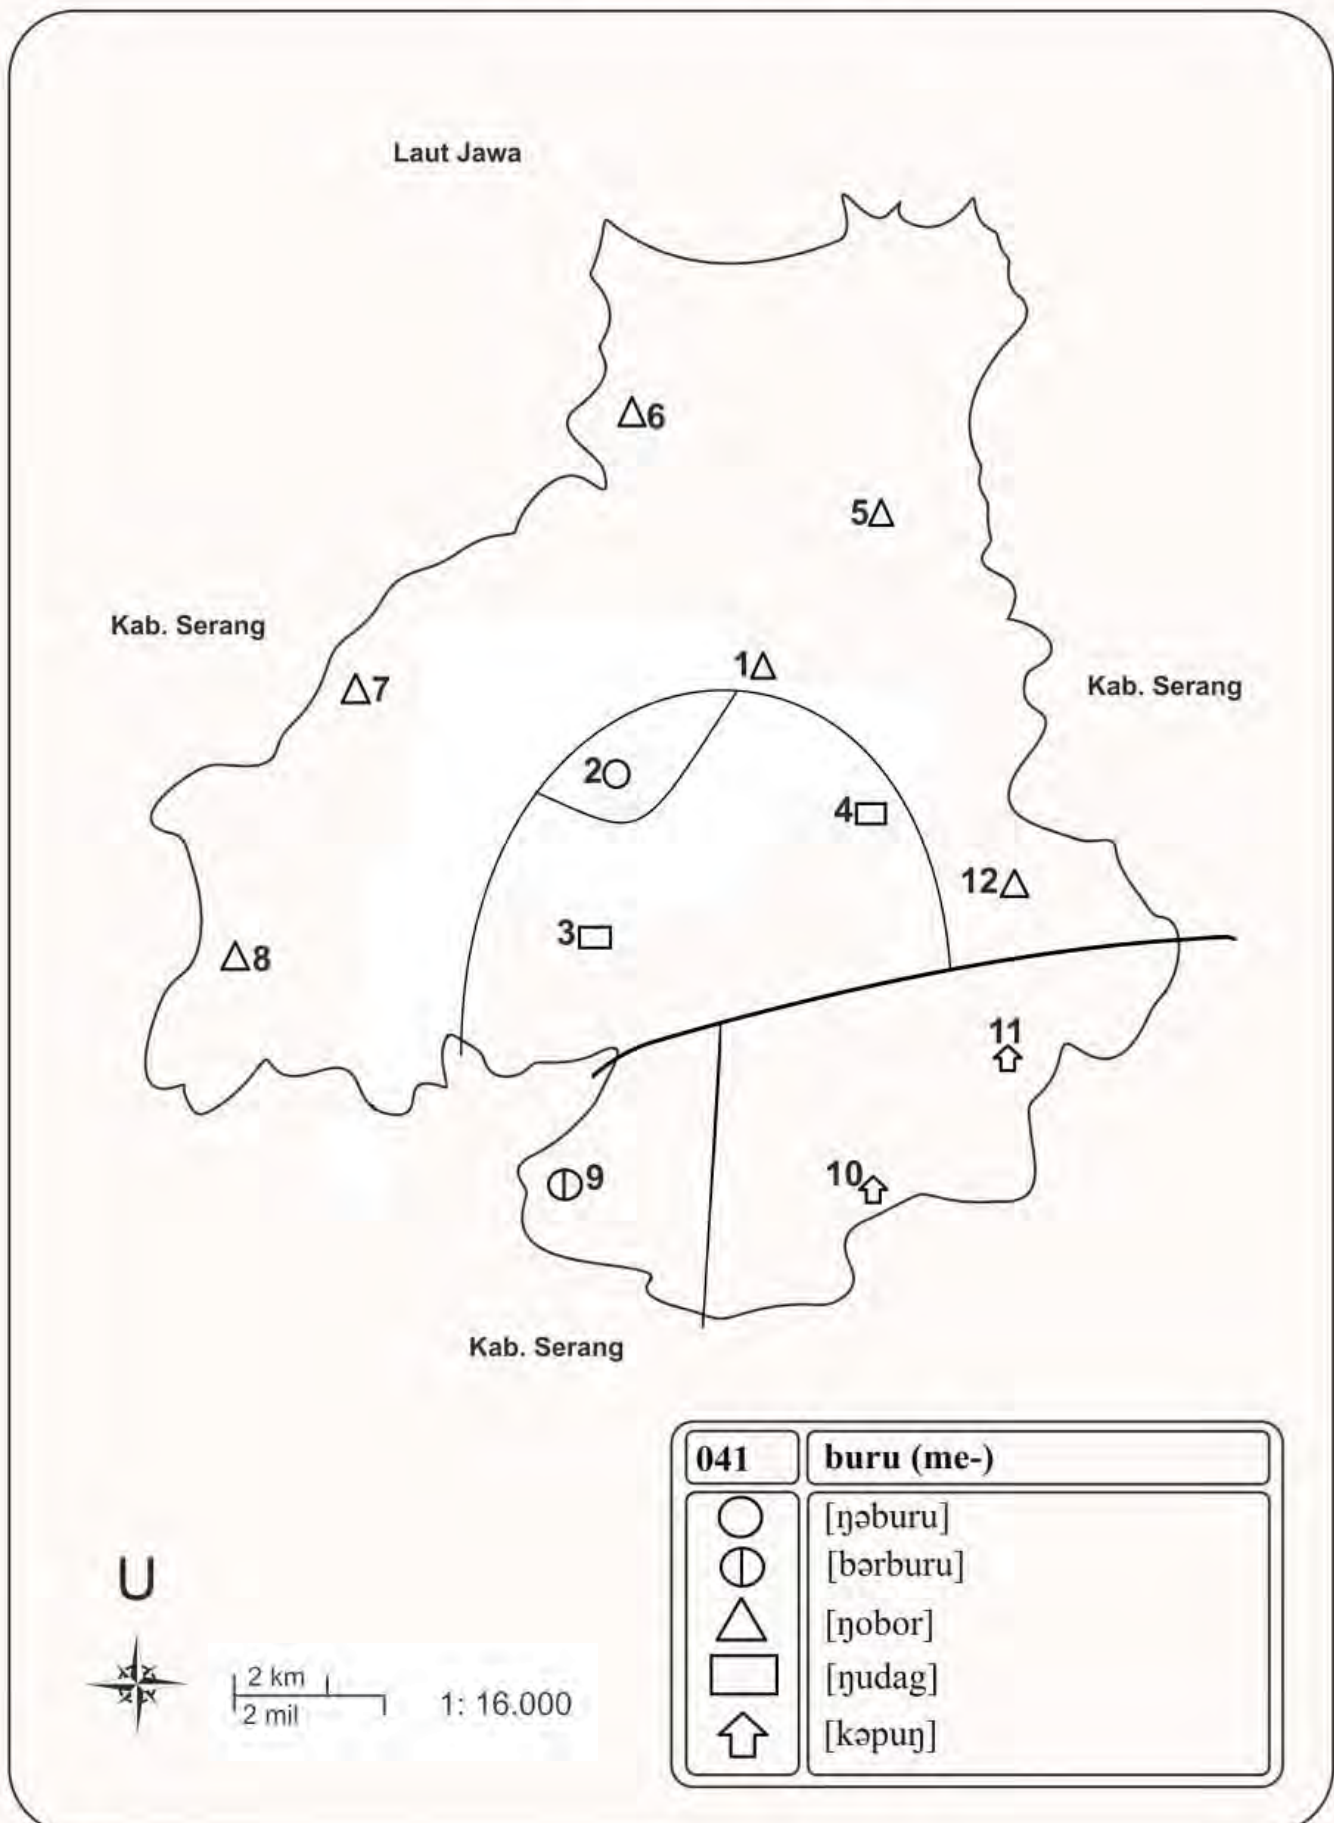 Laut Jawa
6
5
Kab. Serang
1
Kab. Serang
7
2
4
12
3
8
11
9
10
Kab. Serang
041 buru (me-)
[ŋəburu]
[bərburu]
[ŋobor]
[ŋudag]
[kəpuŋ]
U
2 km
2 mil
1: 16.000